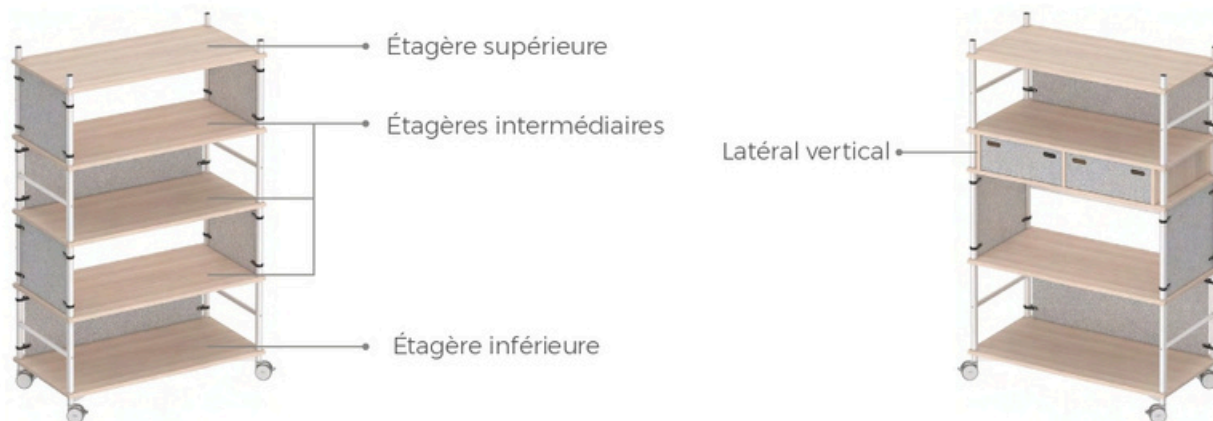 Étagère supérieure
Étagères intermédiaires
Latéral vertical
Étagère inférieure